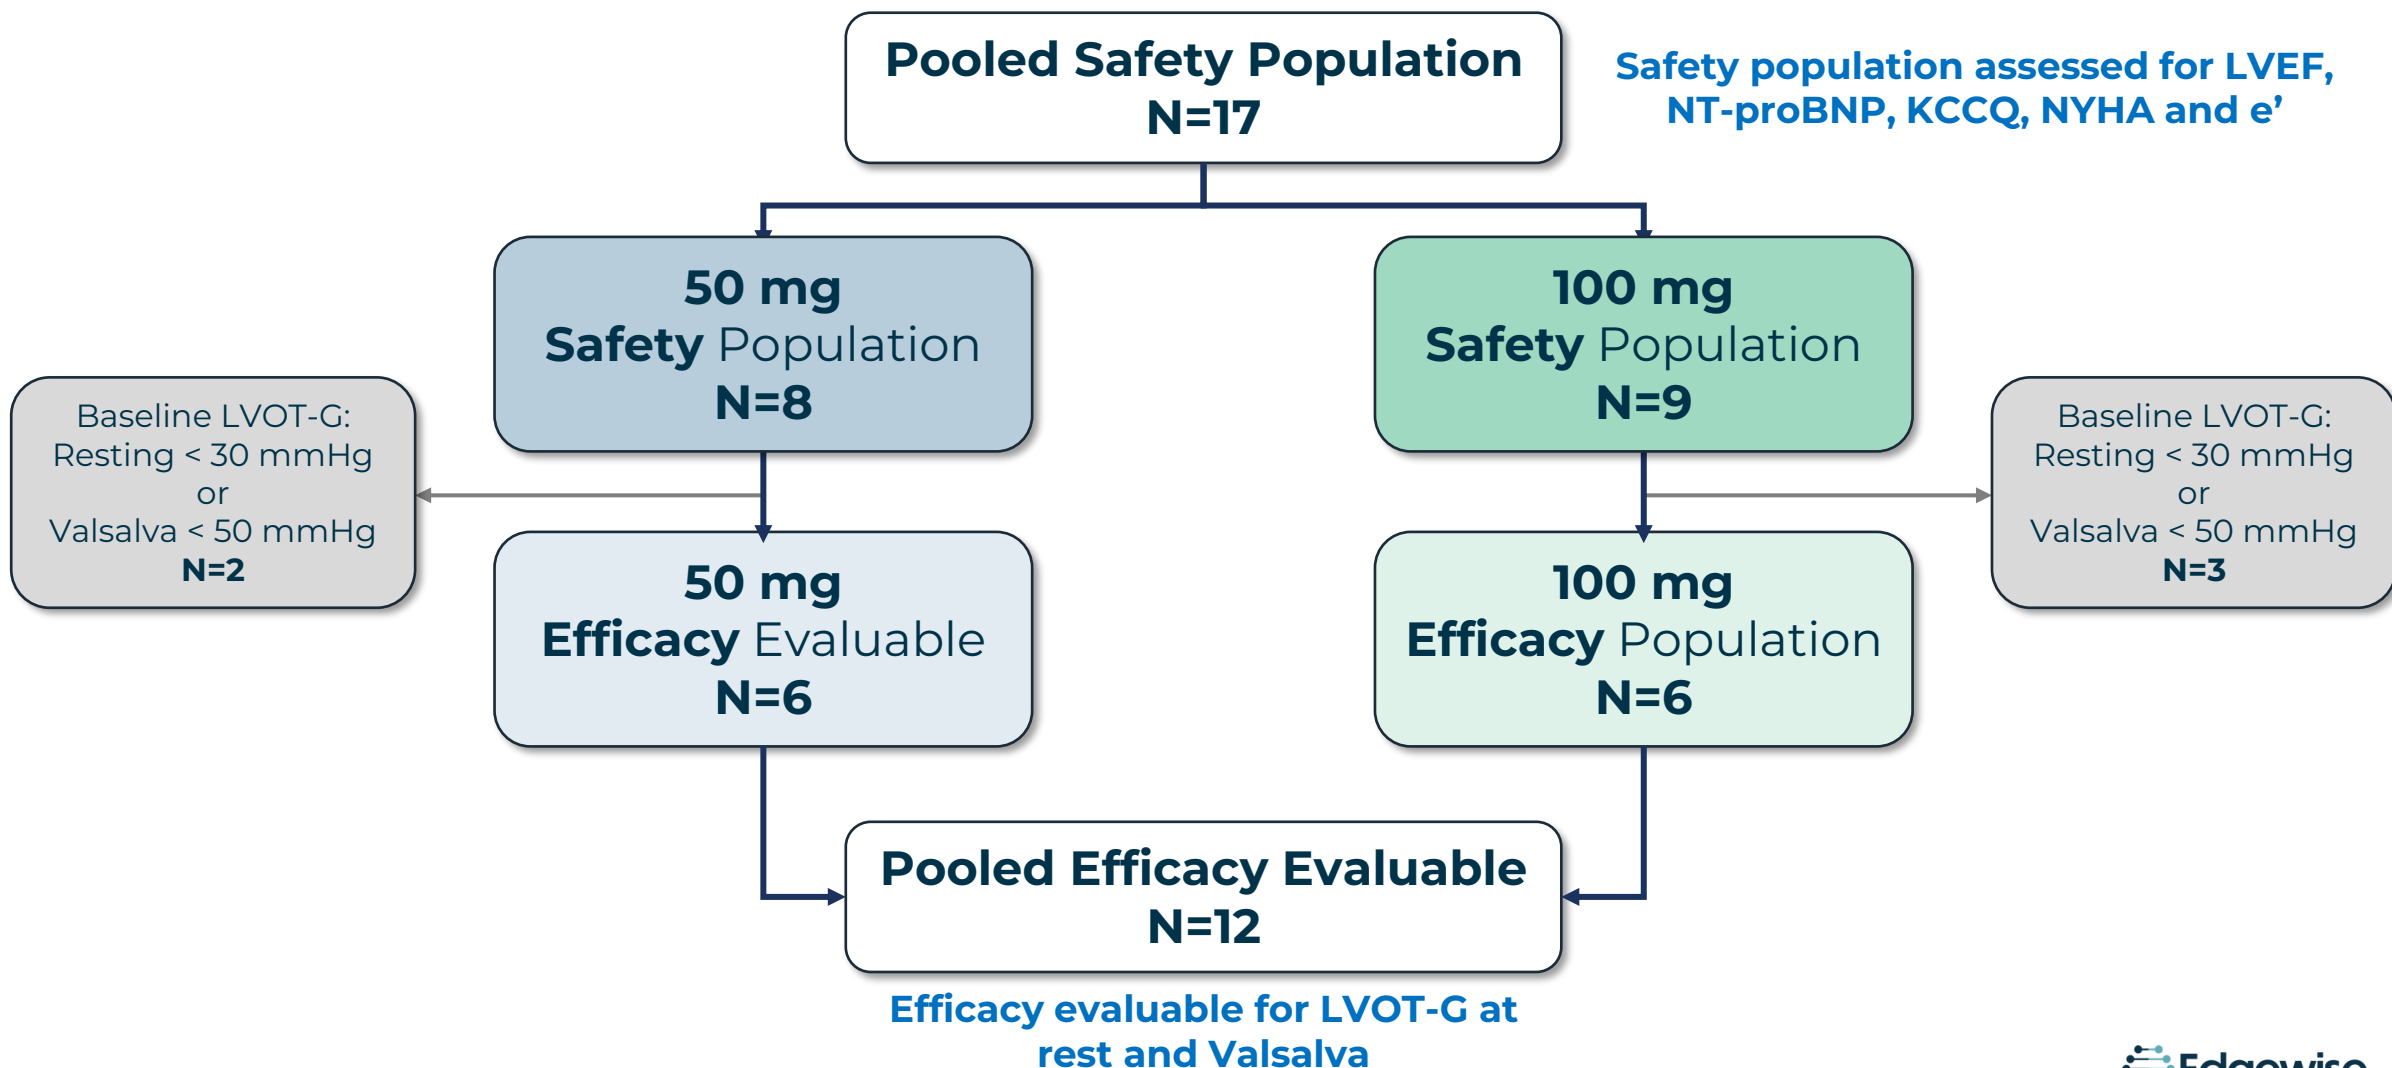 Pooled Safety Population
N=17
Safety population assessed for LVEF,
NT-proBNP, KCCQ, NYHA and e’
50 mg
Safety Population
N=8
100 mg
Safety Population
N=9
Baseline LVOT-G:
Resting < 30 mmHg
or
Valsalva < 50 mmHg
N=2
Baseline LVOT-G:
Resting < 30 mmHg
or
Valsalva < 50 mmHg
N=3
50 mg
Efficacy Evaluable
N=6
100 mg
Efficacy Population
N=6
Pooled Efficacy Evaluable
N=12
Efficacy evaluable for LVOT-G at
rest and Valsalva
Edgewise